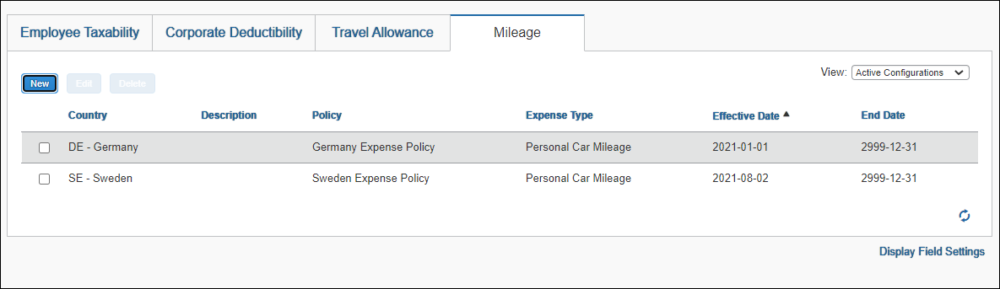 Employee Taxability Corporate Deductibility Travel Allowance Mileage
New Edit Delete View: Active Configurations
Country Description Policy Expense Type Effective Date End Date
DE - Germany Germany Expense Policy Personal Car Mileage 2021-01-01 2999-12-31
SE - Sweden Sweden Expense Policy Personal Car Mileage 2021-08-02 2999-12-31
Display Field Settings